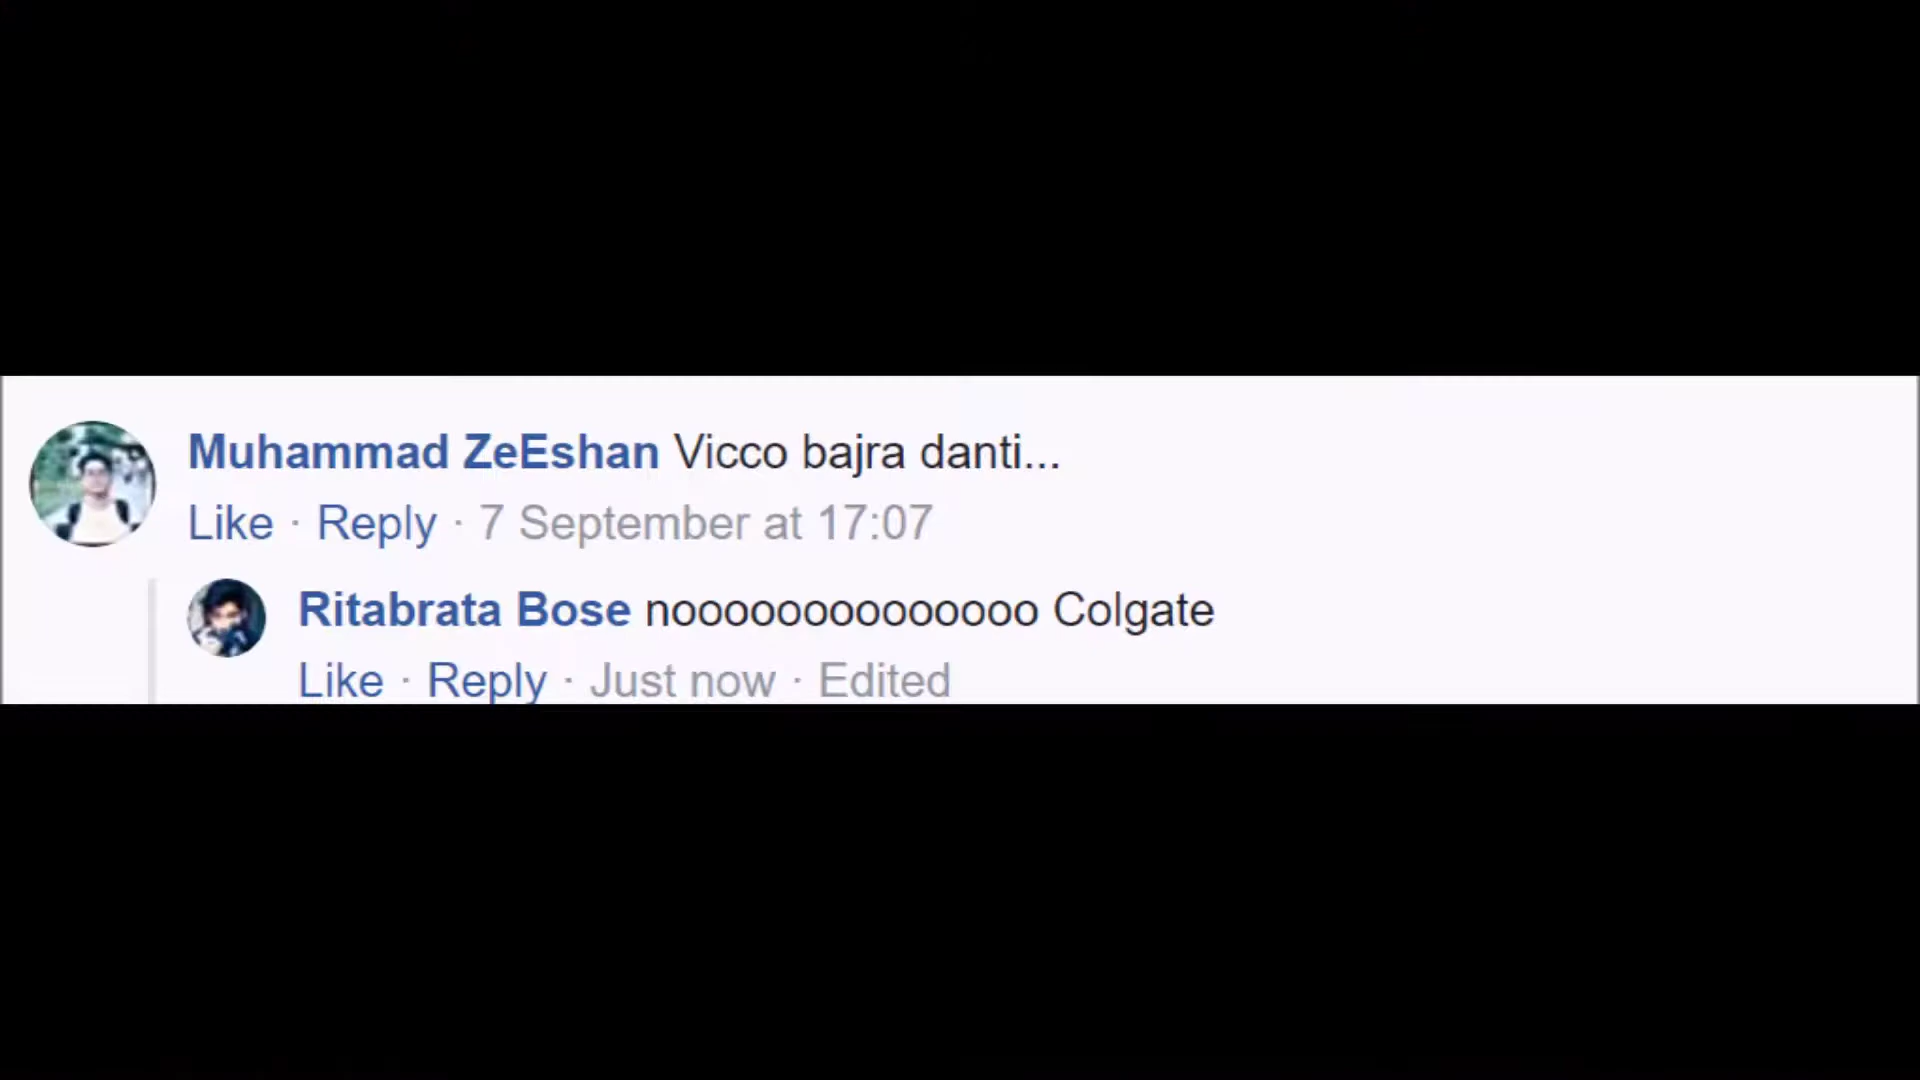 Muhammad ZeEshan Vicco bajra danti...
Like · Reply · 7 September at 17:07
Ritabrata Bose noooooooooooooo Colgate
Like · Reply · Just now · Edited